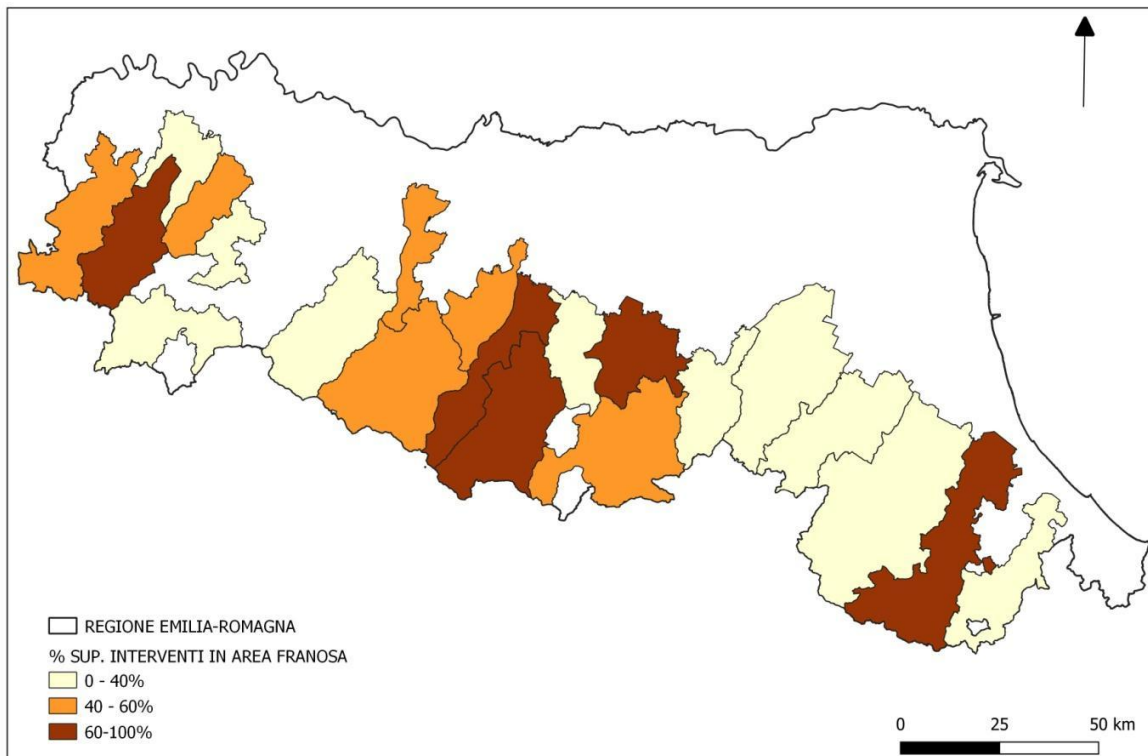 REGIONE EMILIA-ROMAGNA
% SUP. INTERVENTI IN AREA FRANOSA
0 - 40%
40 - 60%
60-100%
0 25 50 km